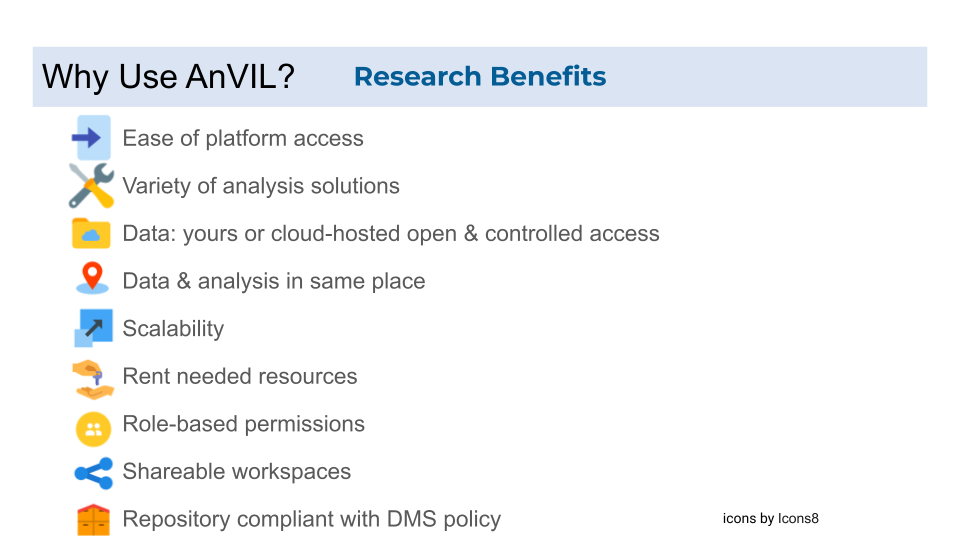 Why Use AnVIL? Research Benefits
Ease of platform access
Variety of analysis solutions
Data: yours or cloud-hosted open & controlled access
Data & analysis in same place
Scalability
Rent needed resources
Role-based permissions
Shareable workspaces
Repository compliant with DMS policy
icons by Icons8